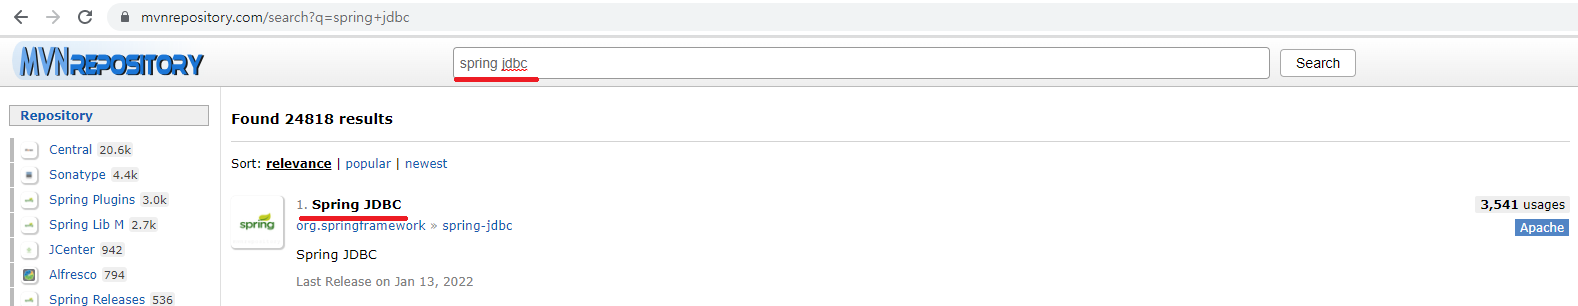 mvnrepository.com/search?q=spring+jdbc
MVNREPOSITORY
spring jdbc
Search
Repository
Central 20.6k
Sonatype 4.4k
Spring Plugins 3.0k
Spring Lib M 2.7k
JCenter 942
Alfresco 794
Spring Releases 536
Found 24818 results
Sort: relevance | popular | newest
spring
1. Spring JDBC
3,541 usages
org.springframework » spring-jdbc
Apache
Spring JDBC
Last Release on Jan 13, 2022